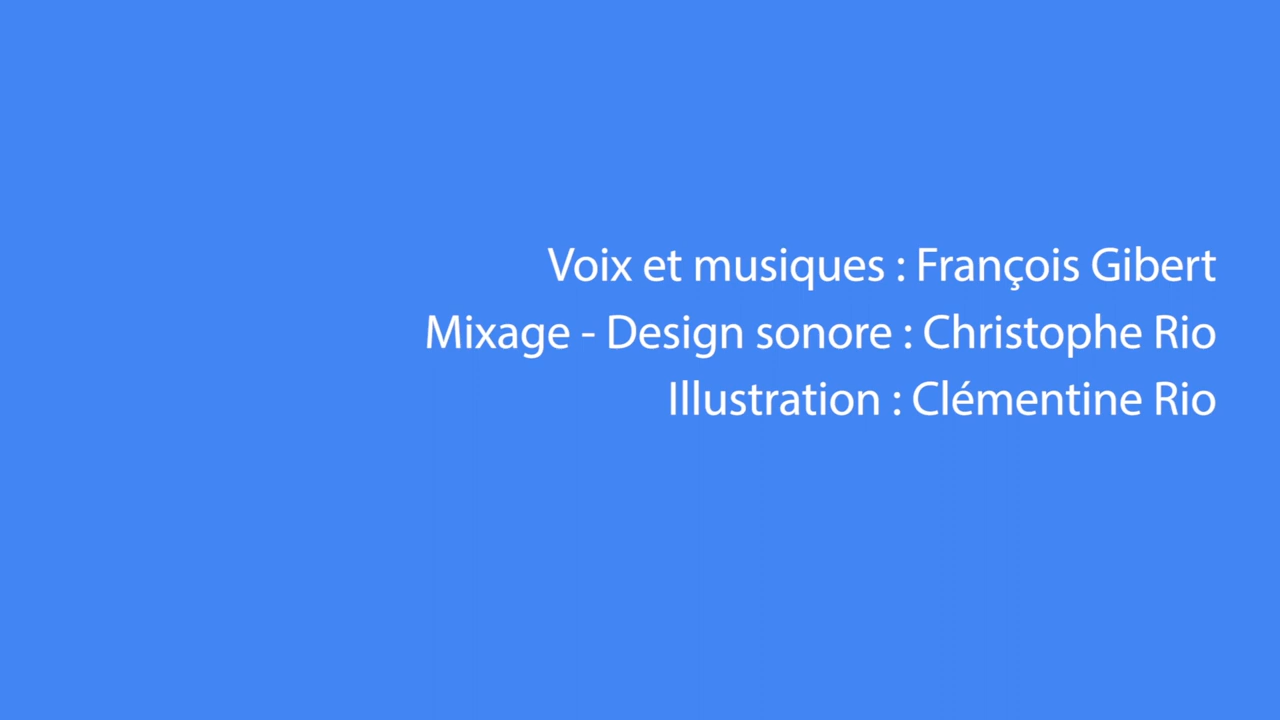 Voix et musiques : François Gibert
Mixage - Design sonore : Christophe Rio
Illustration : Clémentine Rio